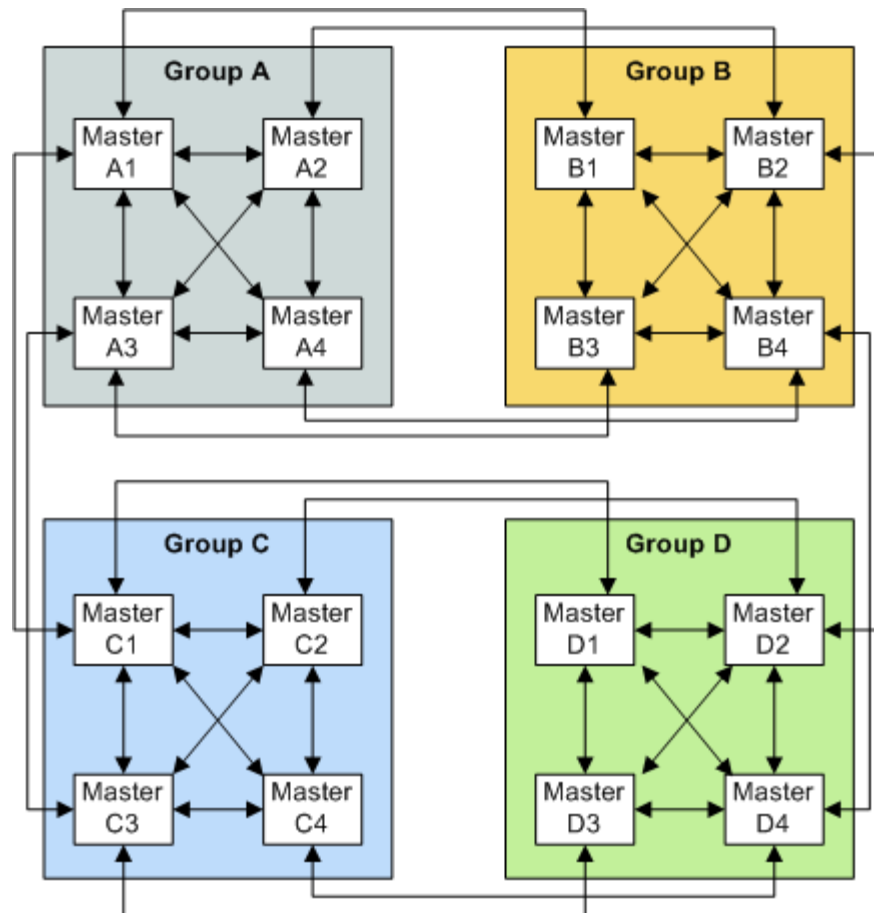 Group A
Group B
Master
A1
Master
A2
Master
B1
Master
B2
Master
A3
Master
A4
Master
B3
Master
B4
Group C
Group D
Master
C1
Master
C2
Master
D1
Master
D2
Master
C3
Master
C4
Master
D3
Master
D4